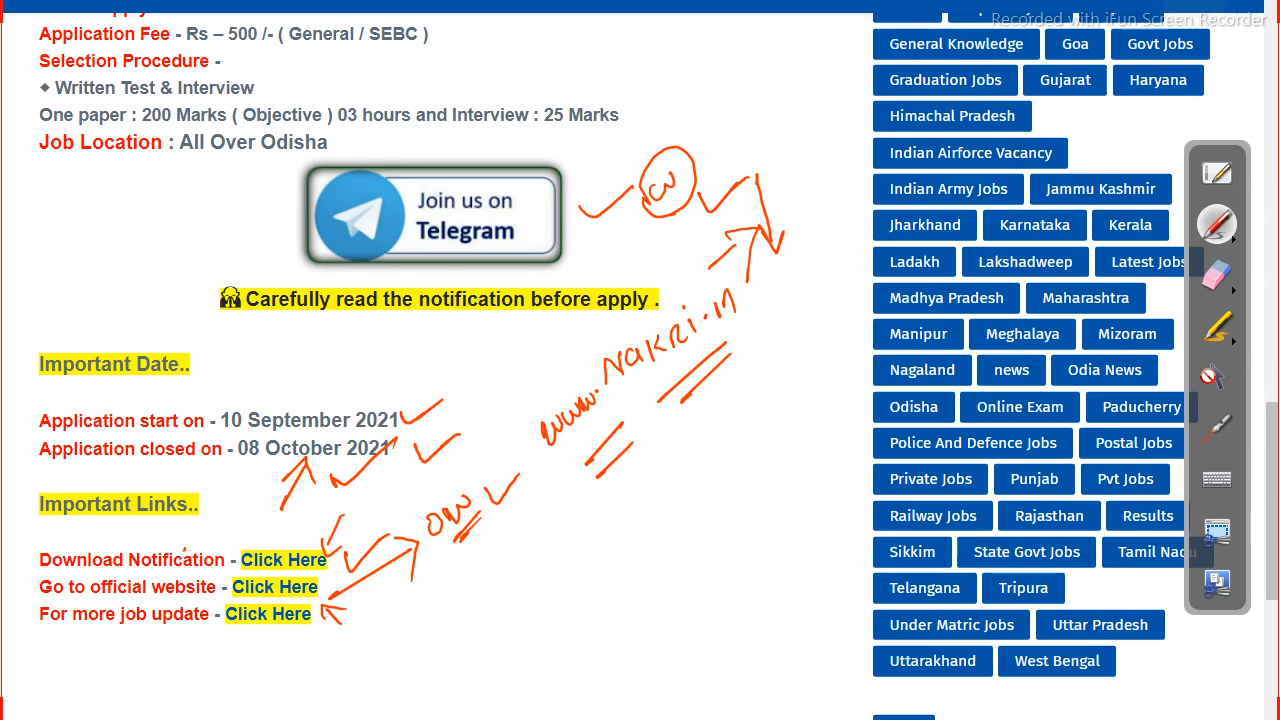 Recorded with iFun Screen Recorder
Application Fee - Rs – 500 /- ( General / SEBC )
Selection Procedure -
◆ Written Test & Interview
One paper : 200 Marks ( Objective ) 03 hours and Interview : 25 Marks
Job Location : All Over Odisha
Join us on
Telegram
Carefully read the notification before apply .
www.Nakri.
Important Date..
Application start on - 10 September 2021
Application closed on - 08 October 2021
Important Links..
Download Notification - Click Here
Go to official website - Click Here
For more job update - Click Here
General Knowledge Goa Govt Jobs
Graduation Jobs Gujarat Haryana
Himachal Pradesh
Indian Airforce Vacancy
Indian Army Jobs Jammu Kashmir
Jharkhand Karnataka Kerala
Ladakh Lakshadweep Latest Jobs
Madhya Pradesh Maharashtra
Manipur Meghalaya Mizoram
Nagaland news Odia News
Odisha Online Exam Paducherry
Police And Defence Jobs Postal Jobs
Private Jobs Punjab Pvt Jobs
Railway Jobs Rajasthan Results
Sikkim State Govt Jobs Tamil Nadu
Telangana Tripura
Under Matric Jobs Uttar Pradesh
Uttarakhand West Bengal